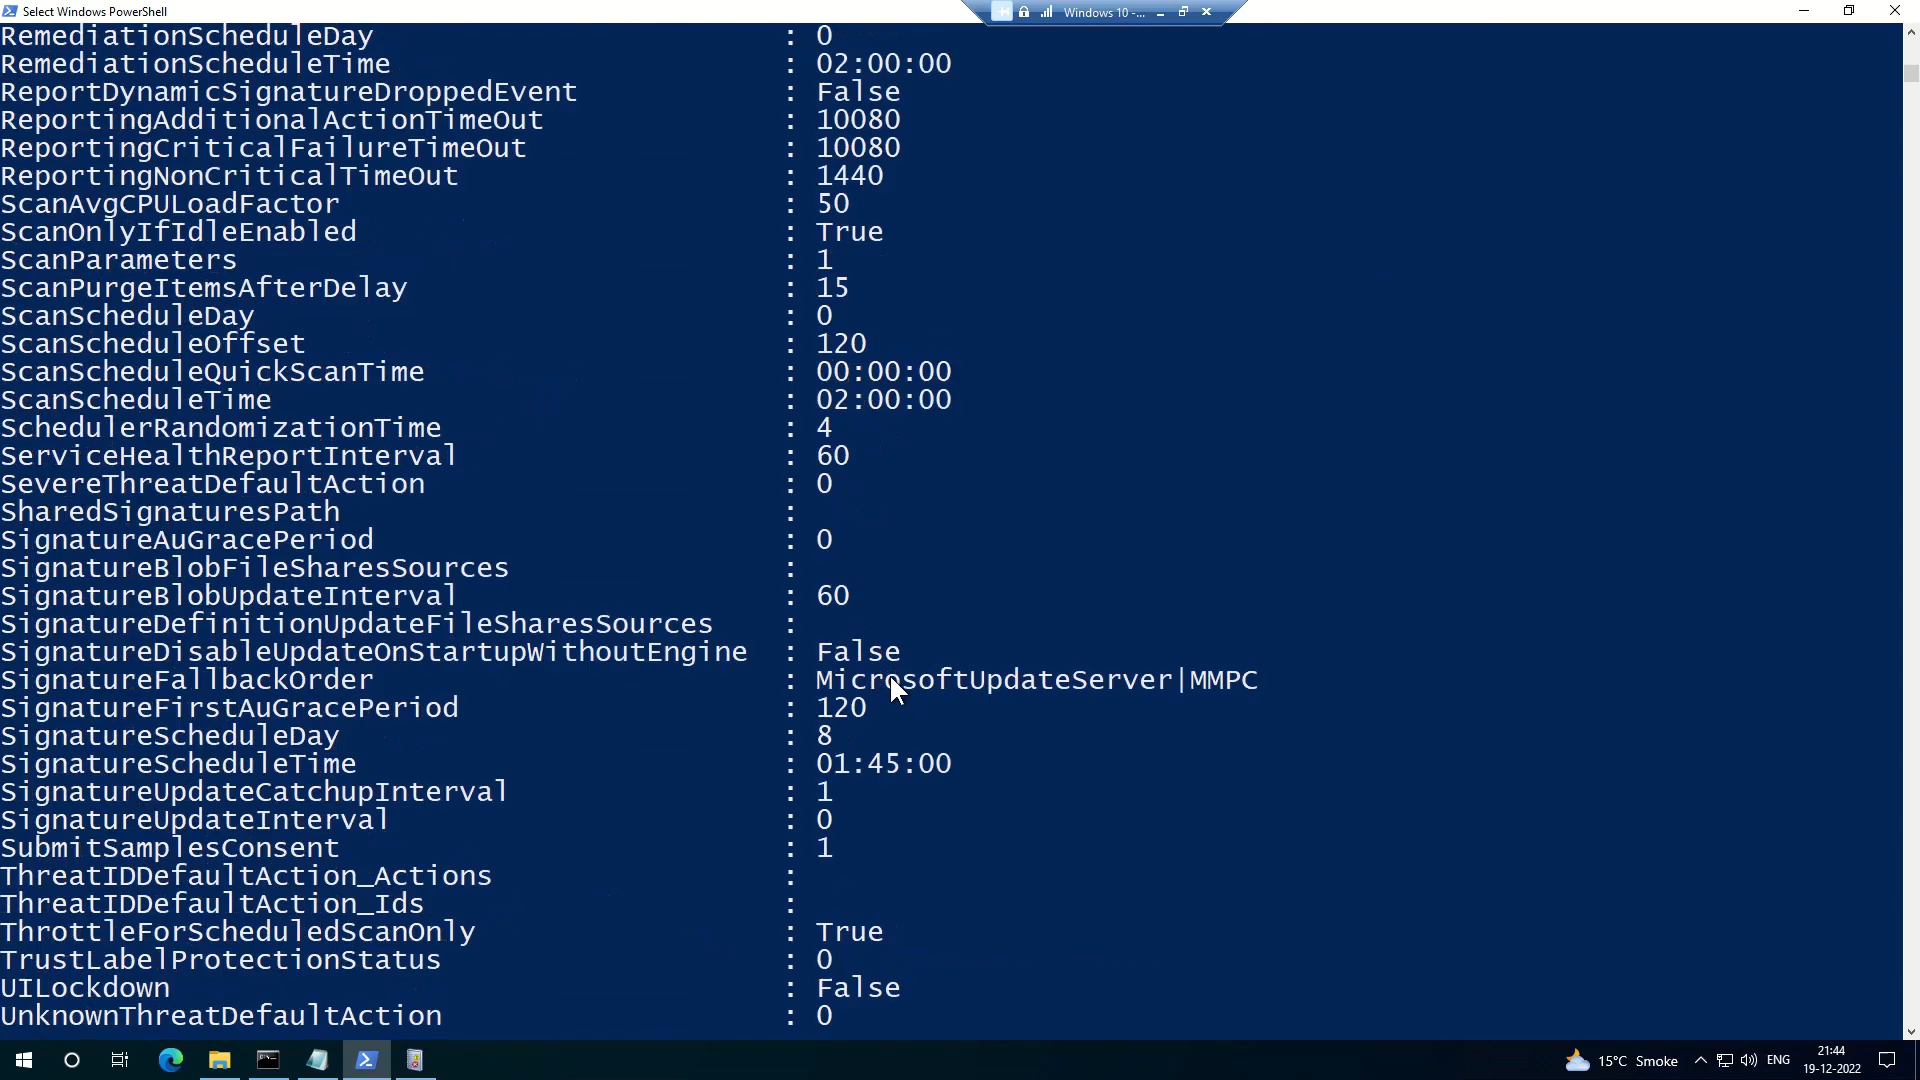 Select Windows PowerShell
Windows 10 -...
RemediationScheduleDay : 0
RemediationScheduleTime : 02:00:00
ReportDynamicSignatureDroppedEvent : False
ReportingAdditionalActionTimeOut : 10080
ReportingCriticalFailureTimeOut : 10080
ReportingNonCriticalTimeOut : 1440
ScanAvgCPULoadFactor : 50
ScanOnlyIfIdleEnabled : True
ScanParameters : 1
ScanPurgeItemsAfterDelay : 15
ScanScheduleDay : 0
ScanScheduleOffset : 120
ScanScheduleQuickScanTime : 00:00:00
ScanScheduleTime : 02:00:00
SchedulerRandomizationTime : 4
ServiceHealthReportInterval : 60
SevereThreatDefaultAction : 0
SharedSignaturesPath :
SignatureAuGracePeriod : 0
SignatureBlobFileSharesSources :
SignatureBlobUpdateInterval : 60
SignatureDefinitionUpdateFileSharesSources :
SignatureDisableUpdateOnStartupWithoutEngine : False
SignatureFallbackOrder : MicrosoftUpdateServer|MMPC
SignatureFirstAuGracePeriod : 120
SignatureScheduleDay : 8
SignatureScheduleTime : 01:45:00
SignatureUpdateCatchupInterval : 1
SignatureUpdateInterval : 0
SubmitSamplesConsent : 1
ThreatIDDefaultAction_Actions :
ThreatIDDefaultAction_Ids :
ThrottleForScheduledScanOnly : True
TrustLabelProtectionStatus : 0
UILockdown : False
UnknownThreatDefaultAction : 0
15°C Smoke
ENG
21:44
19-12-2022